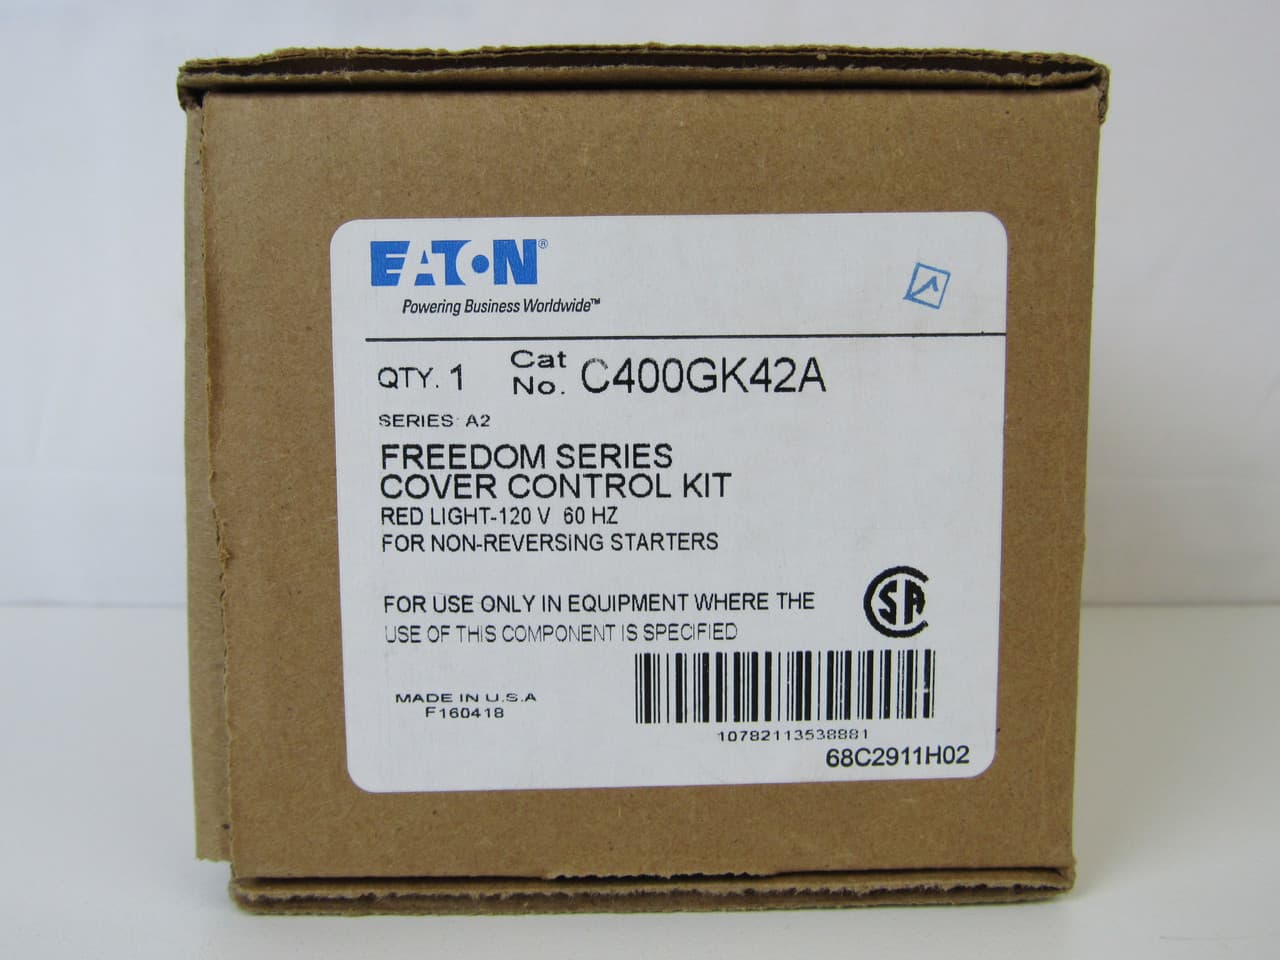 EATON®
Powering Business Worldwide™
QTY. 1 Cat No. C400GK42A
SERIES: A2
FREEDOM SERIES
COVER CONTROL KIT
RED LIGHT-120 V 60 HZ
FOR NON-REVERSING STARTERS
FOR USE ONLY IN EQUIPMENT WHERE THE
USE OF THIS COMPONENT IS SPECIFIED
SA
MADE IN U.S.A
F160418
10782113538881
68C2911H02